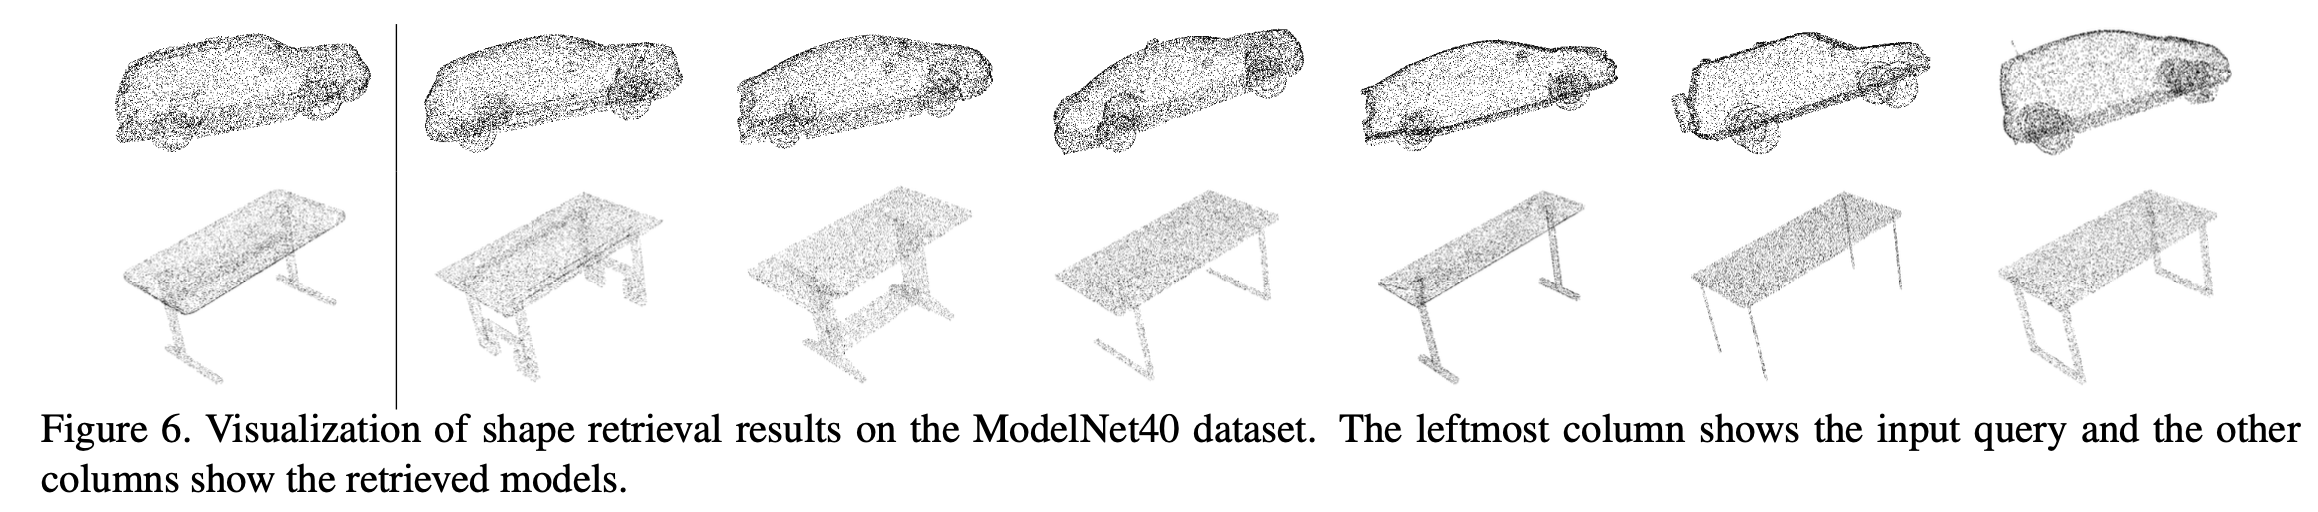 Figure 6. Visualization of shape retrieval results on the ModelNet40 dataset. The leftmost column shows the input query and the other
columns show the retrieved models.